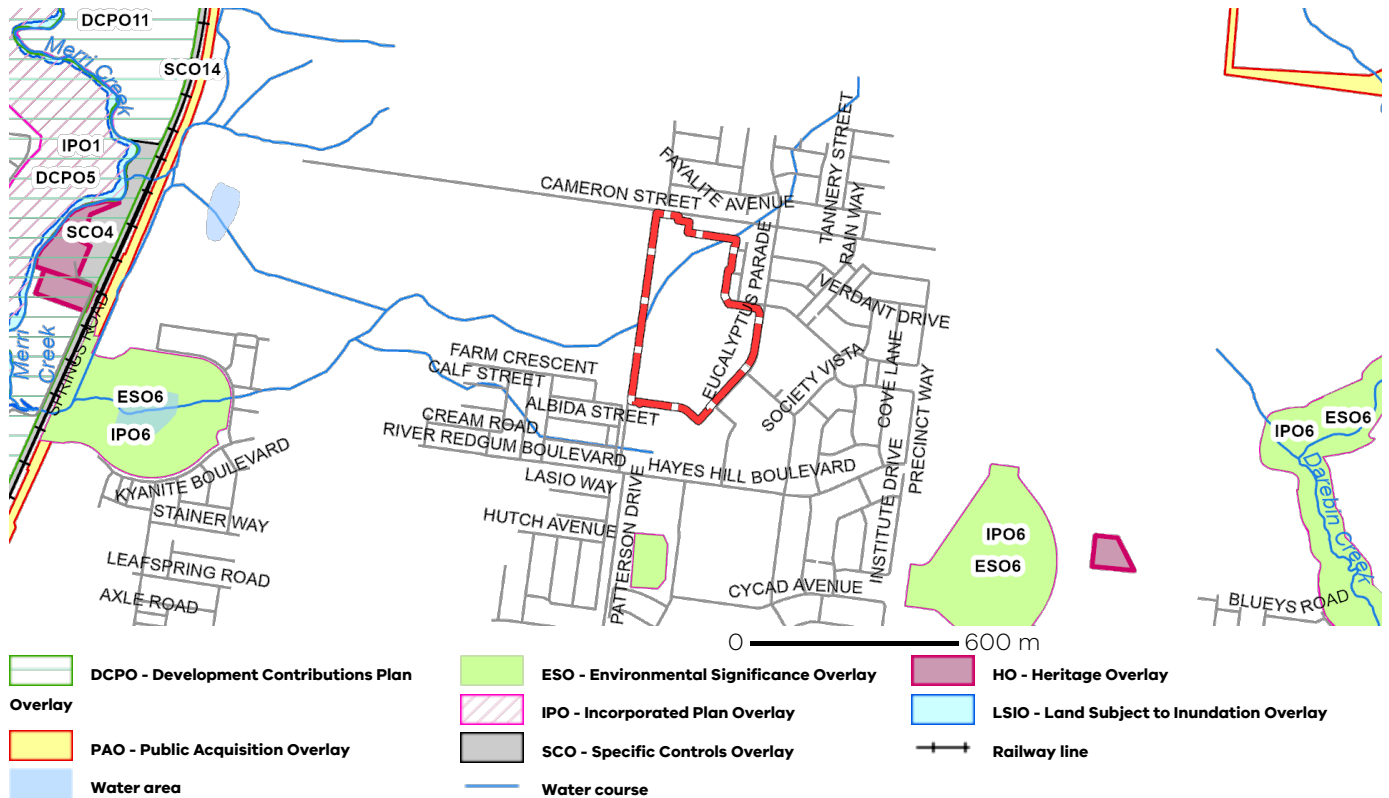 DCPO11
Merri Creek
SCO14
IPO1
DCPO5
SCO4
TANNERY STREET
FAYALITE AVENUE
CAMERON STREET
RAIN WAY
EUCALYPTUS PARADE
VERDANT DRIVE
SPRINGS ROAD
Merri
Creek
FARM CRESCENT
CALF STREET
SOCIETY VISTA
COVE LANE
PRECINCT WAY
ESO6
IPO6
ALBIDA STREET
CREAM ROAD
RIVER REDGUM BOULEVARD
HAYES HILL BOULEVARD
ESO6
IPO6
Darebin Creek
KYANITE BOULEVARD
LASIO WAY
STAINER WAY
HUTCH AVENUE
PATTERSON DRIVE
INSTITUTE DRIVE
IPO6
ESO6
LEAFSPRING ROAD
AXLE ROAD
CYCAD AVENUE
BLUEYS ROAD
0 600 m
DCPO - Development Contributions Plan
Overlay
ESO - Environmental Significance Overlay
HO - Heritage Overlay
IPO - Incorporated Plan Overlay
LSIO - Land Subject to Inundation Overlay
PAO - Public Acquisition Overlay
SCO - Specific Controls Overlay
Railway line
Water area
Water course